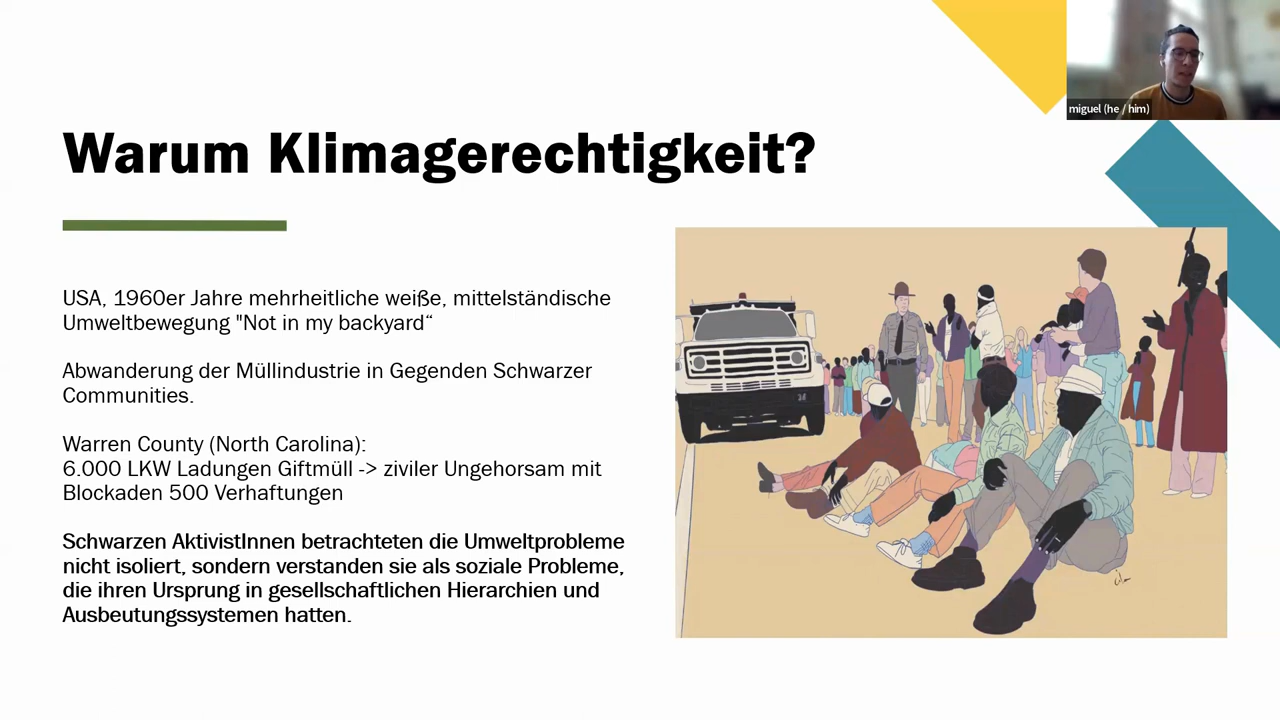 miguel (he / him)
Warum Klimagerechtigkeit?
USA, 1960er Jahre mehrheitliche weiße, mittelständische
Umweltbewegung "Not in my backyard“
Abwanderung der Müllindustrie in Gegenden Schwarzer
Communities.
Warren County (North Carolina):
6.000 LKW Ladungen Giftmüll -> ziviler Ungehorsam mit
Blockaden 500 Verhaftungen
Schwarzen AktivistInnen betrachteten die Umweltprobleme
nicht isoliert, sondern verstanden sie als soziale Probleme,
die ihren Ursprung in gesellschaftlichen Hierarchien und
Ausbeutungssystemen hatten.